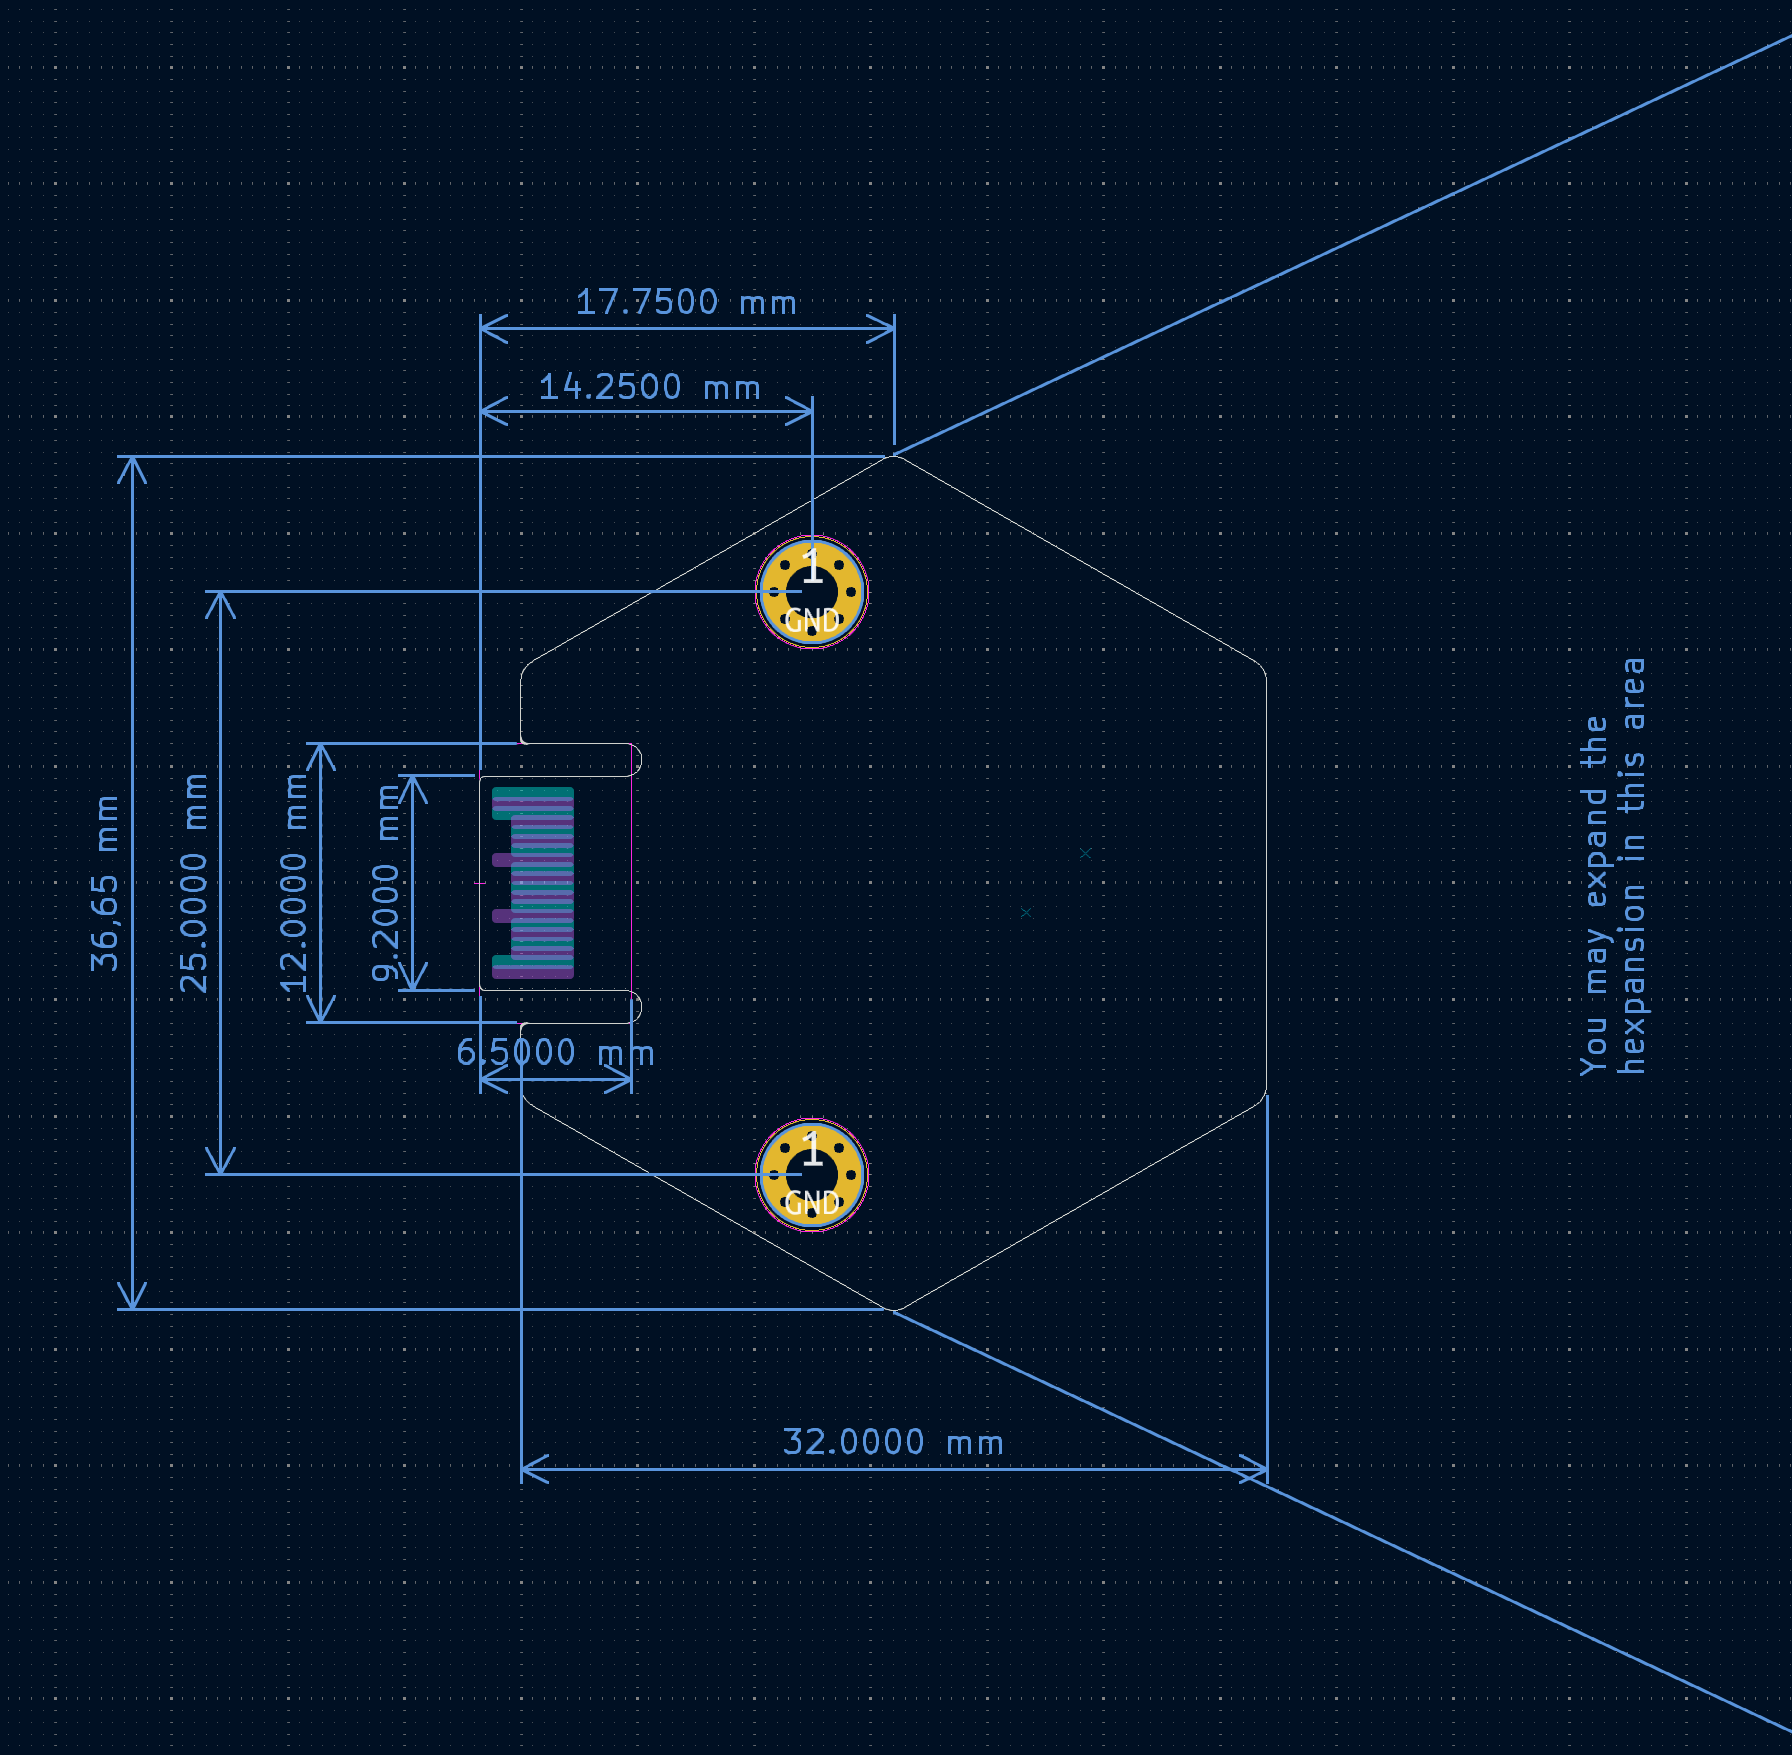 17.7500 mm
14.2500 mm
1
GND
36,65 mm
25.0000 mm
12.0000 mm
9.2000 mm
6.5000 mm
You may expand the
hexpansion in this area
1
GND
32.0000 mm